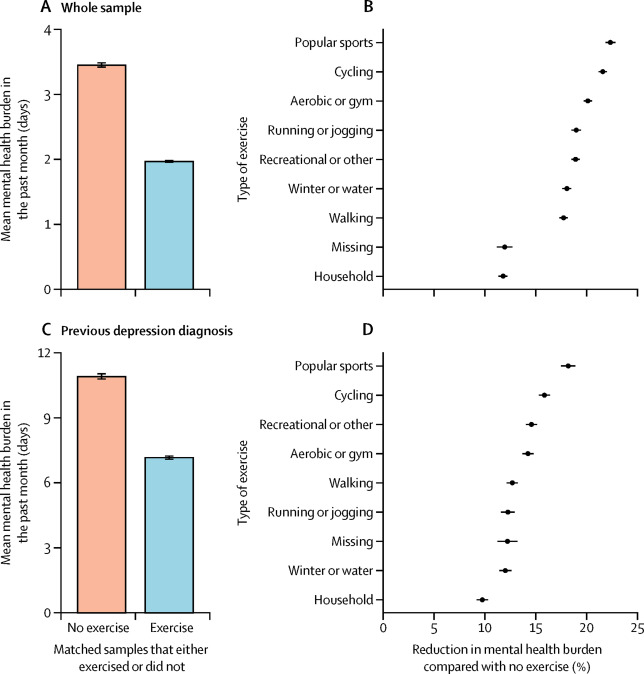 A Whole sample
Mean mental health burden in
the past month (days)
4
3
2
1
0
B
Type of exercise
Popular sports
Cycling
Aerobic or gym
Running or jogging
Recreational or other
Winter or water
Walking
Missing
Household
C Previous depression diagnosis
Mean mental health burden in
the past month (days)
12
9
6
3
0
No exercise Exercise
Matched samples that either
exercised or did not
D
Type of exercise
Popular sports
Cycling
Recreational or other
Aerobic or gym
Walking
Running or jogging
Missing
Winter or water
Household
0 5 10 15 20 25
Reduction in mental health burden
compared with no exercise (%)